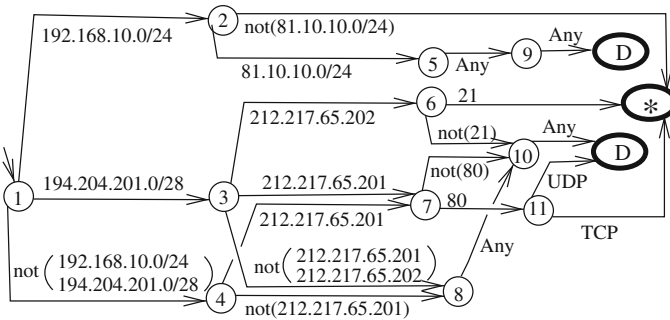 2
not(81.10.10.0/24)
192.168.10.0/24
Any
9
D
5
Any
81.10.10.0/24
6
21
*
212.217.65.202
not(21)
Any
10
D
not(80)
1
194.204.201.0/28
3
212.217.65.201
UDP
212.217.65.201
7
80
11
TCP
not(192.168.10.0/24
194.204.201.0/28)
not(212.217.65.201
212.217.65.202)
Any
4
8
not(212.217.65.201)